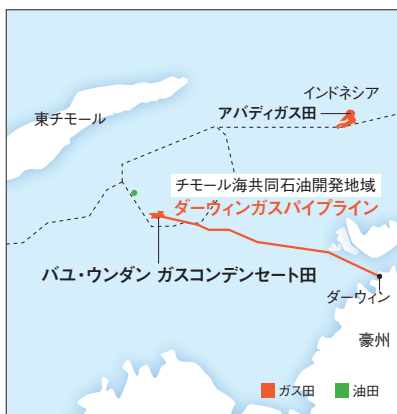 インドネシア
アバディガス田
東チモール
チモール海共同石油開発地域
ダーウィンガスパイプライン
バユ・ウンダン ガスコンデンセート田
ダーウィン
豪州
ガス田
油田